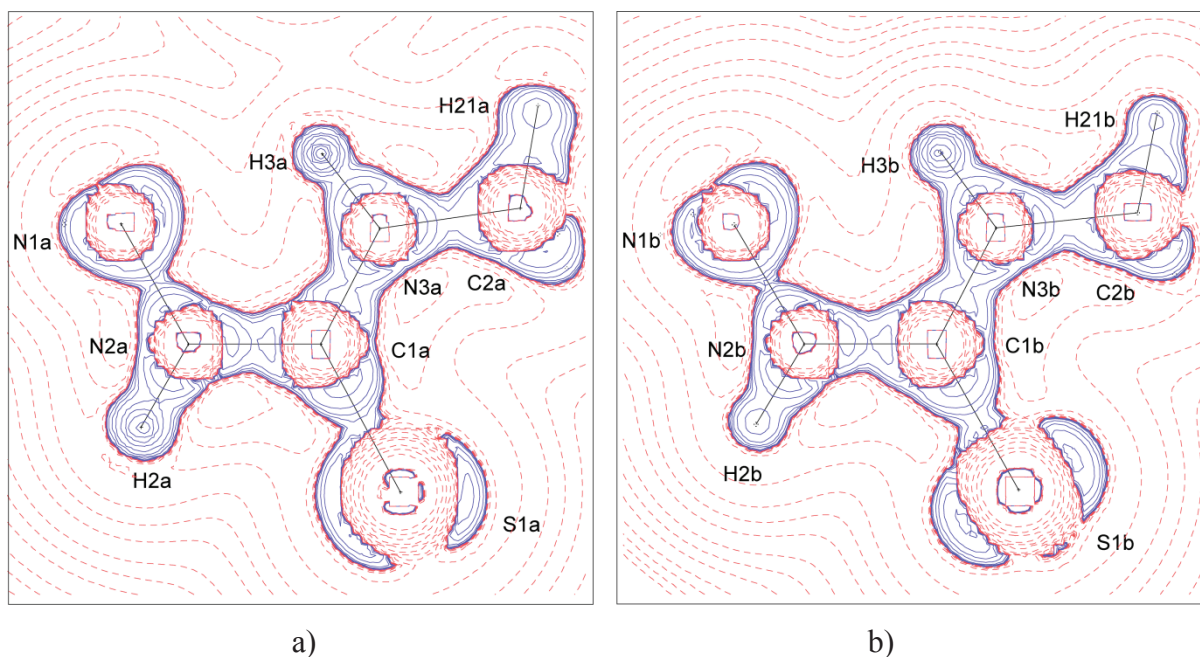 H21a
H3a
N1a
N3a
C2a
N2a
C1a
H2a
S1a
a)
H21b
H3b
N1b
N3b
C2b
N2b
C1b
H2b
S1b
b)